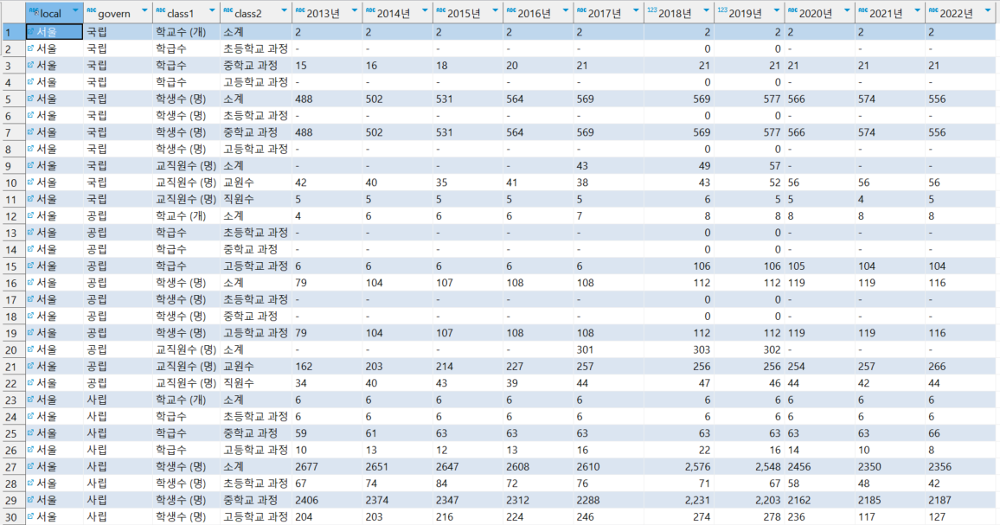 ABC local ABC govern ABC class1 ABC class2 ABC 2013년 ABC 2014년 ABC 2015년 ABC 2016년 ABC 2017년 123 2018년 123 2019년 ABC 2020년 ABC 2021년 ABC 2022년
1 서울 국립 학교수 (개) 소계 2 2 2 2 2 2 2 2 2 2
2 서울 국립 학급수 초등학교 과정 - - - - - 0 0 - - -
3 서울 국립 학급수 중학교 과정 15 16 18 20 21 21 21 21 21 21
4 서울 국립 학급수 고등학교 과정 - - - - - 0 0 - - -
5 서울 국립 학생수 (명) 소계 488 502 531 564 569 569 577 566 574 556
6 서울 국립 학생수 (명) 초등학교 과정 - - - - - 0 0 - - -
7 서울 국립 학생수 (명) 중학교 과정 488 502 531 564 569 569 577 566 574 556
8 서울 국립 학생수 (명) 고등학교 과정 - - - - - 0 0 - - -
9 서울 국립 교직원수 (명) 소계 - - - - 43 49 57 - - -
10 서울 국립 교직원수 (명) 교원수 42 40 35 41 38 43 52 56 56 56
11 서울 국립 교직원수 (명) 직원수 5 5 5 5 5 6 5 5 4 5
12 서울 공립 학교수 (개) 소계 4 6 6 6 7 8 8 8 8 8
13 서울 공립 학급수 초등학교 과정 - - - - - 0 0 - - -
14 서울 공립 학급수 중학교 과정 - - - - - 0 0 - - -
15 서울 공립 학급수 고등학교 과정 6 6 6 6 6 106 106 105 104 104
16 서울 공립 학생수 (명) 소계 79 104 107 108 108 112 112 119 119 116
17 서울 공립 학생수 (명) 초등학교 과정 - - - - - 0 0 - - -
18 서울 공립 학생수 (명) 중학교 과정 - - - - - 0 0 - - -
19 서울 공립 학생수 (명) 고등학교 과정 79 104 107 108 108 112 112 119 119 116
20 서울 공립 교직원수 (명) 소계 - - - - 301 303 302 - - -
21 서울 공립 교직원수 (명) 교원수 162 203 214 227 257 256 256 254 257 266
22 서울 공립 교직원수 (명) 직원수 34 40 43 39 44 47 46 44 42 44
23 서울 사립 학교수 (개) 소계 6 6 6 6 6 6 6 6 6 6
24 서울 사립 학급수 초등학교 과정 6 6 6 6 6 6 6 6 6 6
25 서울 사립 학급수 중학교 과정 59 61 63 63 63 63 63 63 63 66
26 서울 사립 학급수 고등학교 과정 10 13 12 13 16 22 16 14 10 8
27 서울 사립 학생수 (명) 소계 2677 2651 2647 2608 2610 2,576 2,548 2456 2350 2356
28 서울 사립 학생수 (명) 초등학교 과정 67 74 84 72 76 71 67 58 48 42
29 서울 사립 학생수 (명) 중학교 과정 2406 2374 2347 2312 2288 2,231 2,203 2162 2185 2187
30 서울 사립 학생수 (명) 고등학교 과정 204 203 216 224 246 274 278 236 117 127